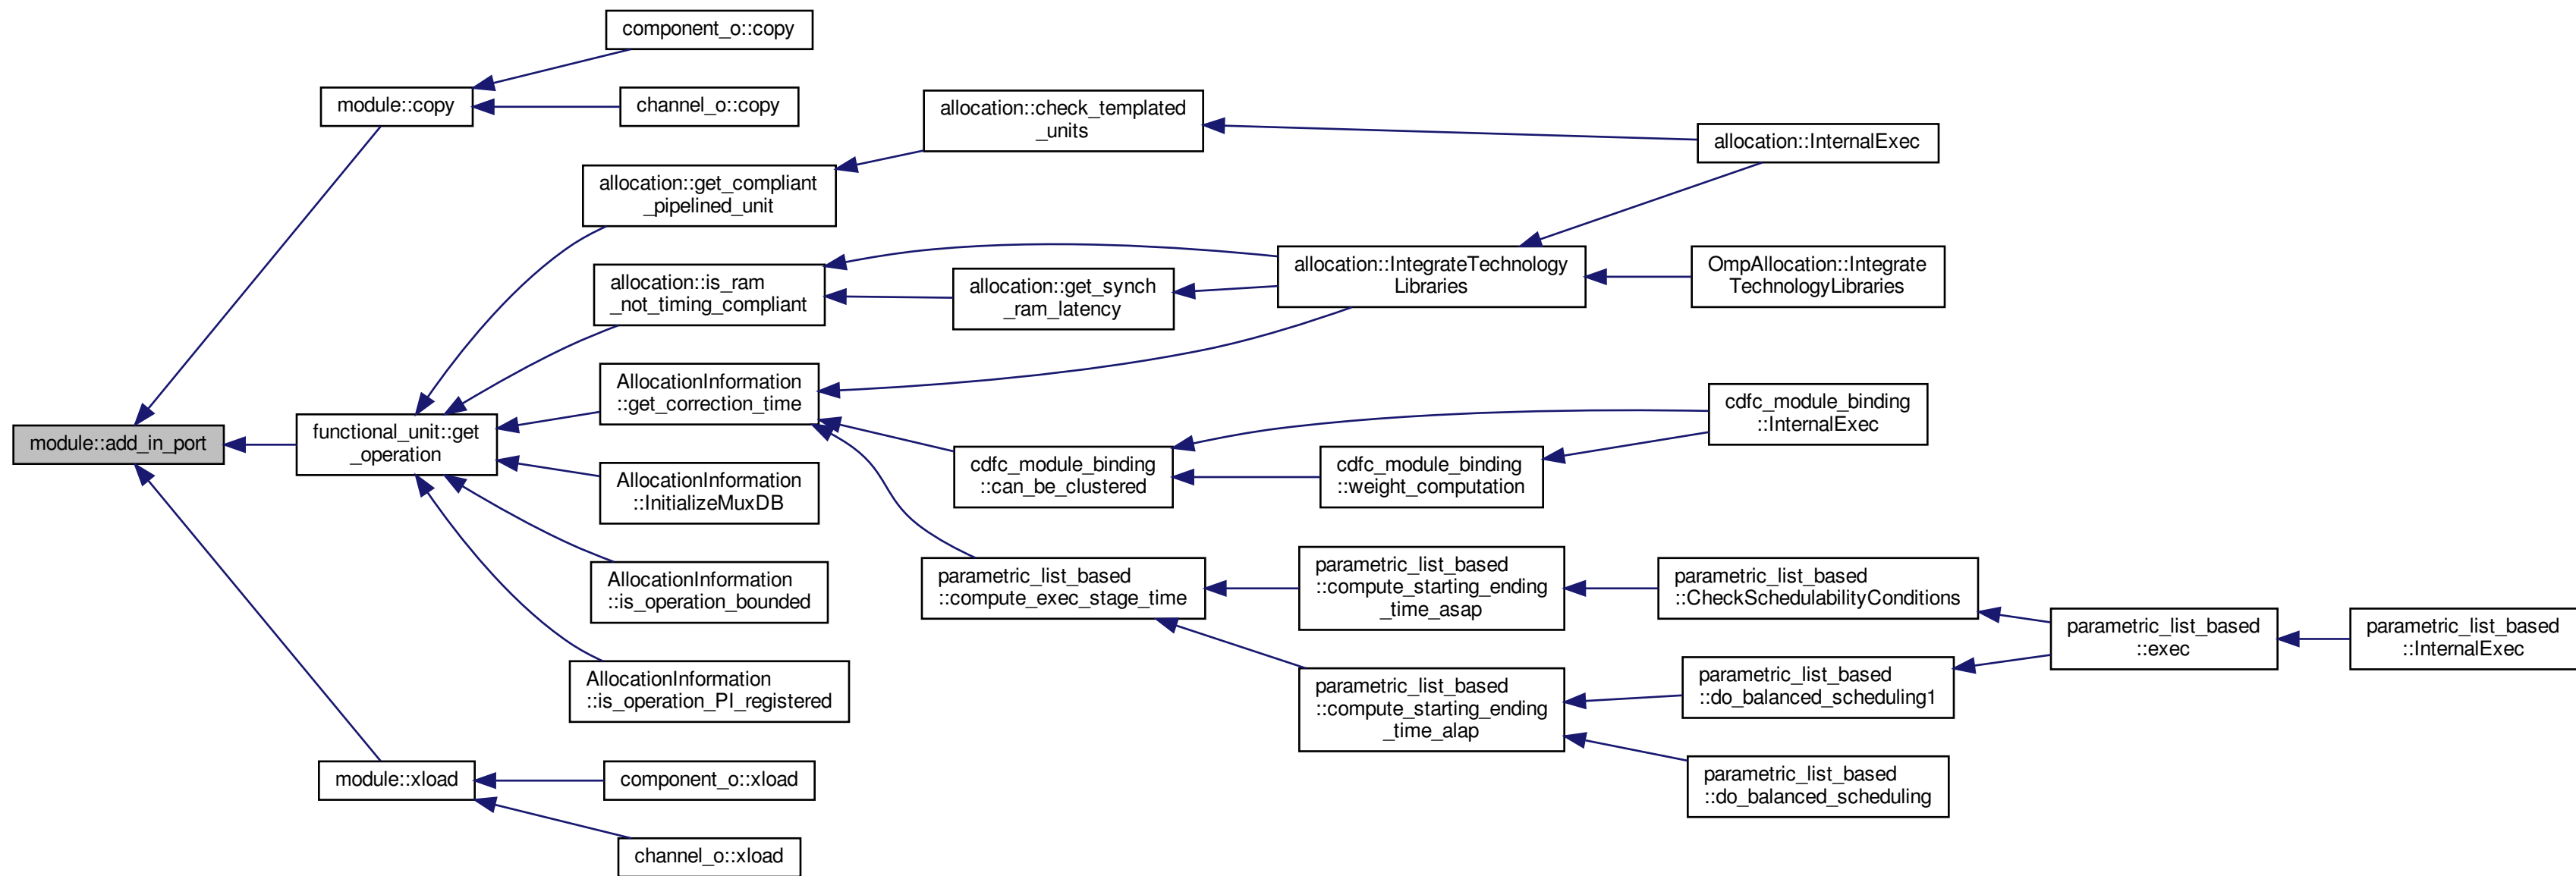 component_o::copy
module::copy
channel_o::copy
allocation::check_templated
_units
allocation::InternalExec
allocation::get_compliant
_pipelined_unit
allocation::is_ram
_not_timing_compliant
allocation::get_synch
_ram_latency
allocation::IntegrateTechnology
Libraries
OmpAllocation::Integrate
TechnologyLibraries
AllocationInformation
::get_correction_time
cdfc_module_binding
::InternalExec
module::add_in_port
functional_unit::get
_operation
AllocationInformation
::InitializeMuxDB
cdfc_module_binding
::can_be_clustered
cdfc_module_binding
::weight_computation
AllocationInformation
::is_operation_bounded
parametric_list_based
::compute_exec_stage_time
parametric_list_based
::compute_starting_ending
_time_asap
parametric_list_based
::CheckSchedulabilityConditions
parametric_list_based
::exec
parametric_list_based
::InternalExec
AllocationInformation
::is_operation_PI_registered
parametric_list_based
::compute_starting_ending
_time_alap
parametric_list_based
::do_balanced_scheduling1
parametric_list_based
::do_balanced_scheduling
module::xload
component_o::xload
channel_o::xload